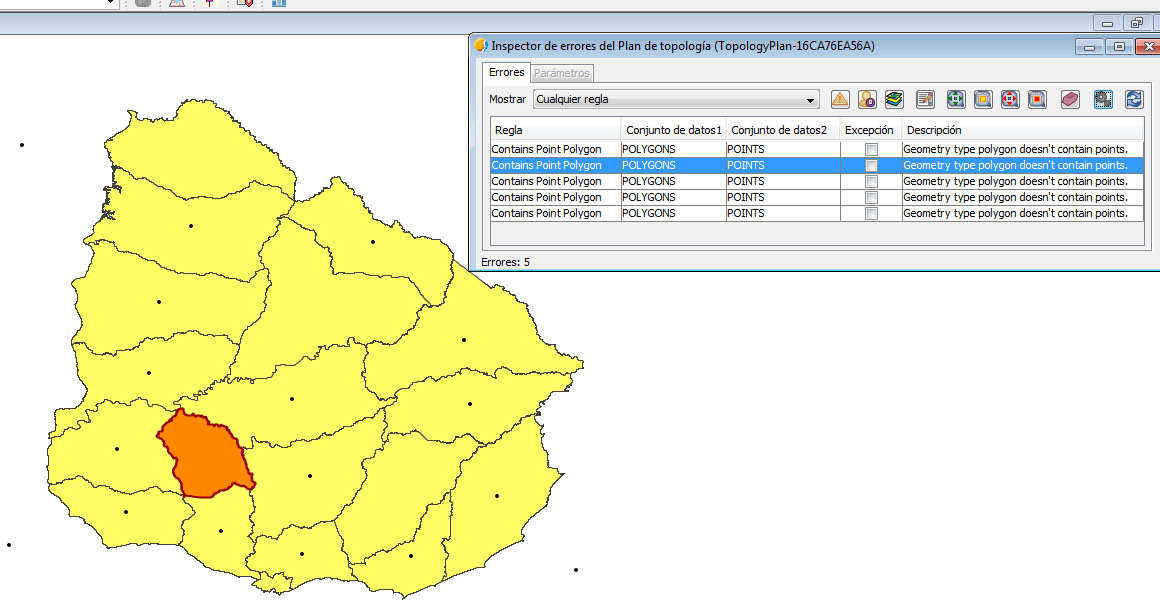 Inspector de errores del Plan de topología (TopologyPlan-16CA76EA56A)
Errores Parámetros
Mostrar Cualquier regla
Regla Conjunto de datos1 Conjunto de datos2 Excepción Descripción
Contains Point Polygon POLYGONS POINTS Geometry type polygon doesn't contain points.
Contains Point Polygon POLYGONS POINTS Geometry type polygon doesn't contain points.
Contains Point Polygon POLYGONS POINTS Geometry type polygon doesn't contain points.
Contains Point Polygon POLYGONS POINTS Geometry type polygon doesn't contain points.
Contains Point Polygon POLYGONS POINTS Geometry type polygon doesn't contain points.
Errores: 5